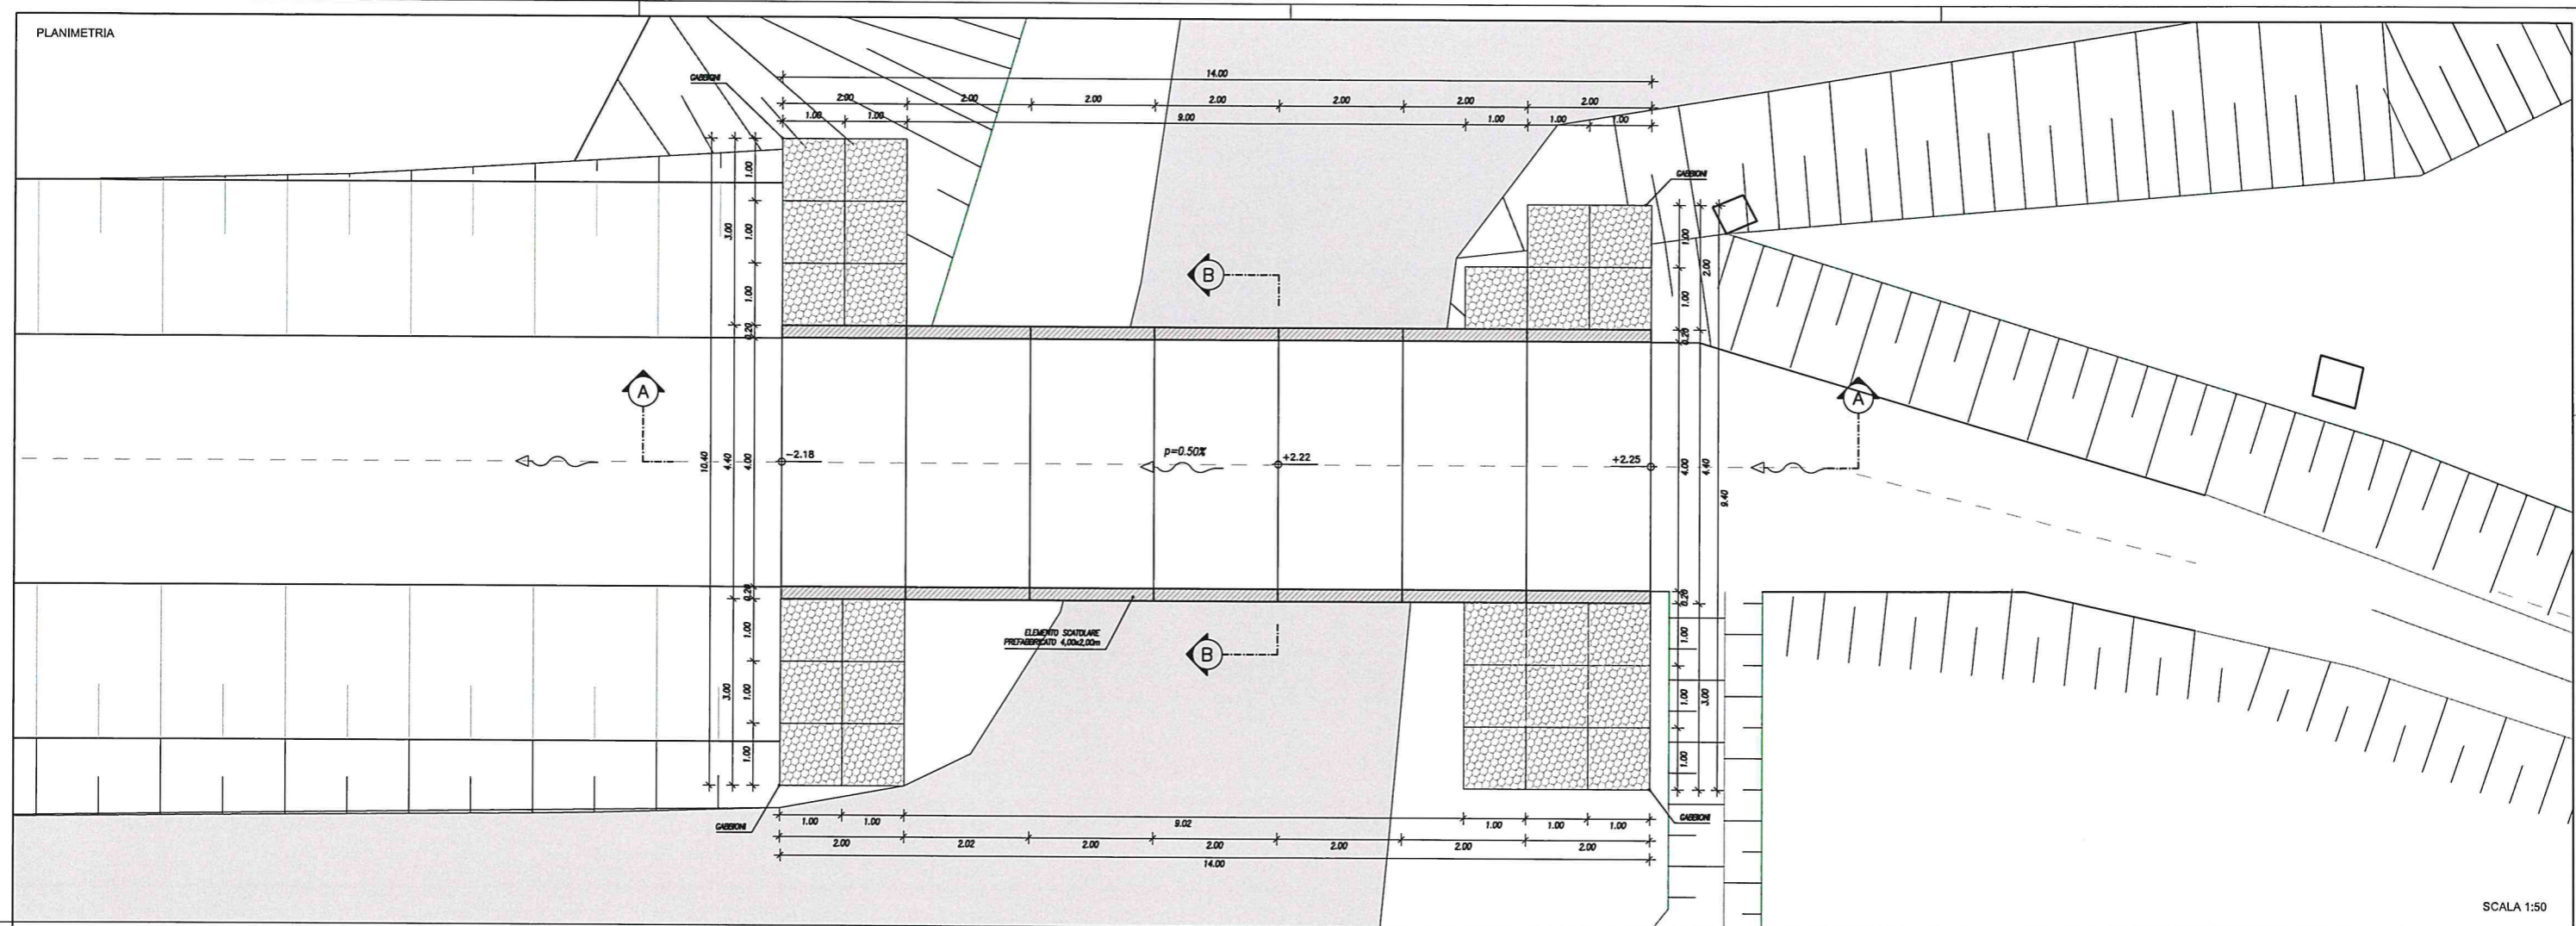 PLANIMETRIA
GABBIONI
14.00
2.00 2.00 2.00 2.00 2.00 2.00 2.00
1.00 1.00 9.00 1.00 1.00 1.00
GABBIONI
1.00
1.00
1.00
3.00
0.20
10.40
4.40
4.00
0.20
1.00
1.00
1.00
3.00
B
A
-2.18
p=0.50%
+2.22
+2.25
A
1.00
1.00
2.00
0.20
4.00
4.40
9.40
0.20
1.00
1.00
1.00
3.00
ELEMENTO SCATOLARE
PREFABBRICATO 4,00x2,00m
B
GABBIONI
1.00 1.00 9.02 1.00 1.00 1.00
2.00 2.02 2.00 2.00 2.00 2.00 2.00
14.00
GABBIONI
SCALA 1:50